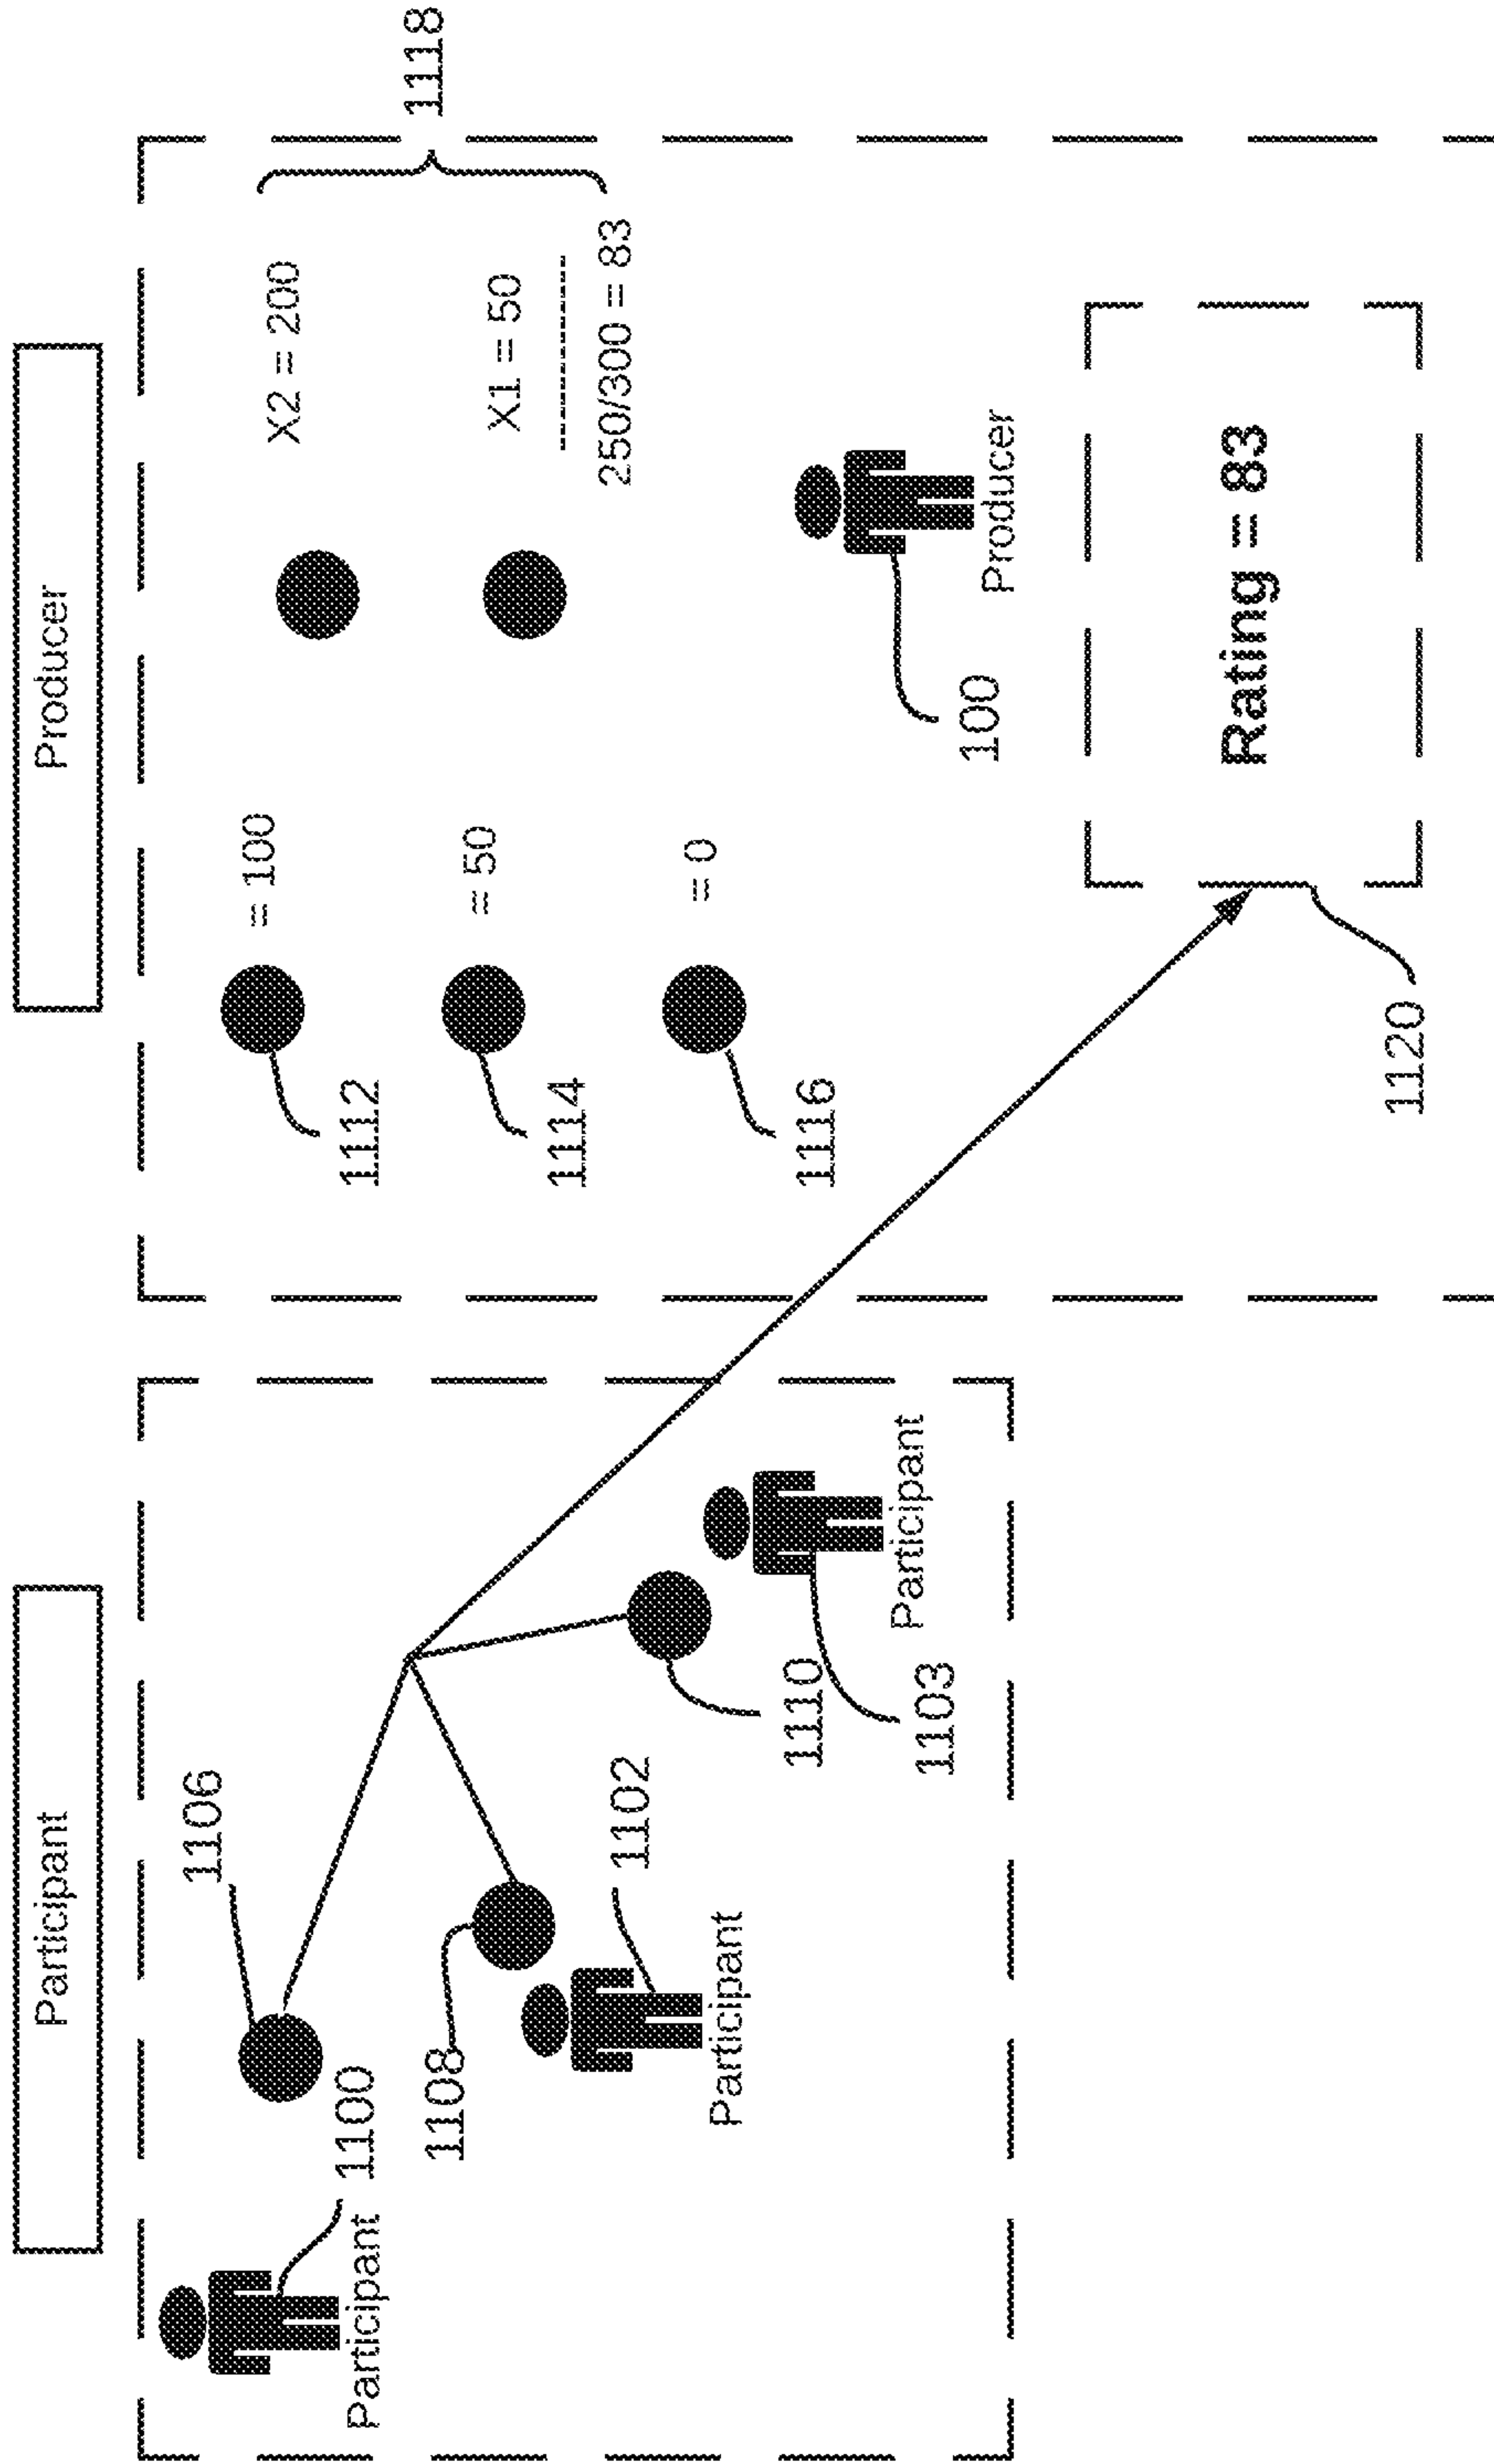 Participant
Producer
1106
1100
Participant
1108
1102
Participant
1110
1103
Participant
1112
= 100
1114
= 50
1116
= 0
X2 = 200
X1 = 50
250/300 = 83
1118
100
Producer
Rating = 83
1120